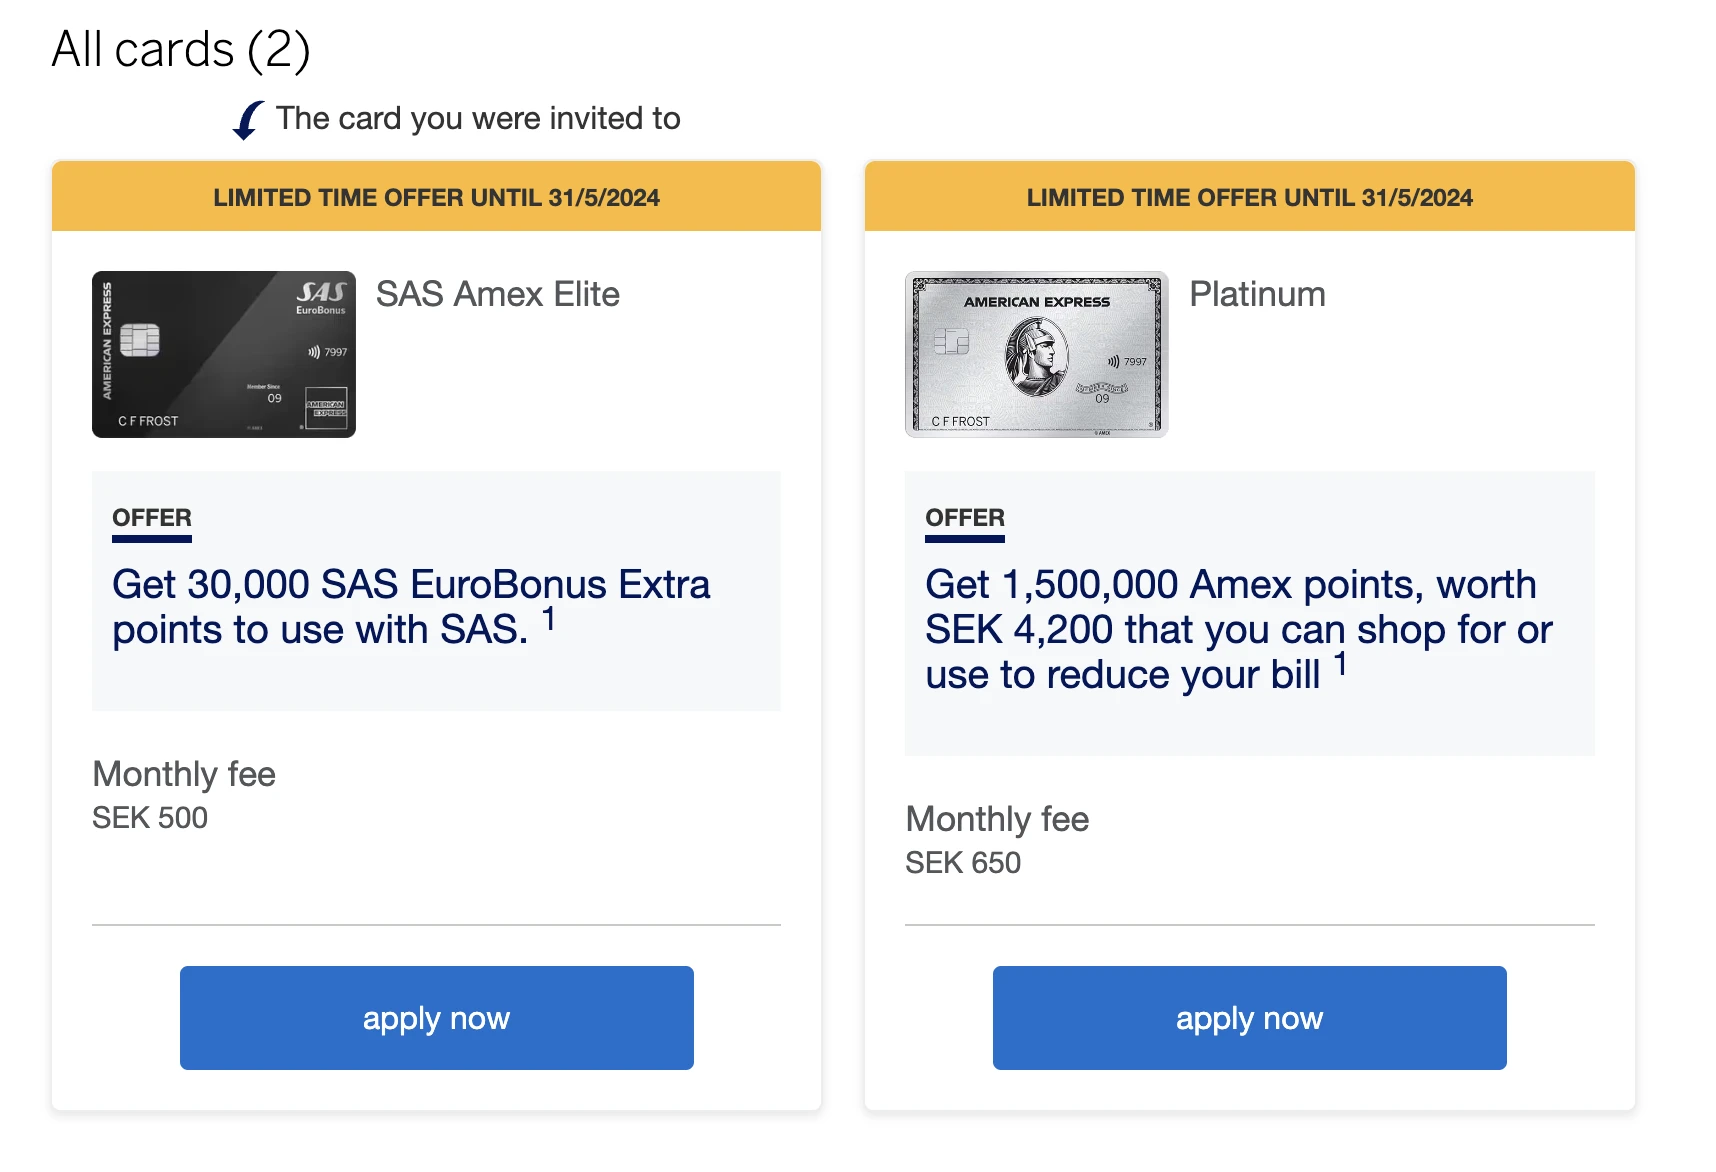 All cards (2)
The card you were invited to
LIMITED TIME OFFER UNTIL 31/5/2024
AMERICAN EXPRESS
SAS
EuroBonus
7997
Member Since
09
AMERICAN
EXPRESS
C F FROST
SAS Amex Elite
OFFER
Get 30,000 SAS EuroBonus Extra
points to use with SAS. 1
Monthly fee
SEK 500
apply now
LIMITED TIME OFFER UNTIL 31/5/2024
AMERICAN EXPRESS
7997
09
C F FROST
© AMEX
Platinum
OFFER
Get 1,500,000 Amex points, worth
SEK 4,200 that you can shop for or
use to reduce your bill 1
Monthly fee
SEK 650
apply now